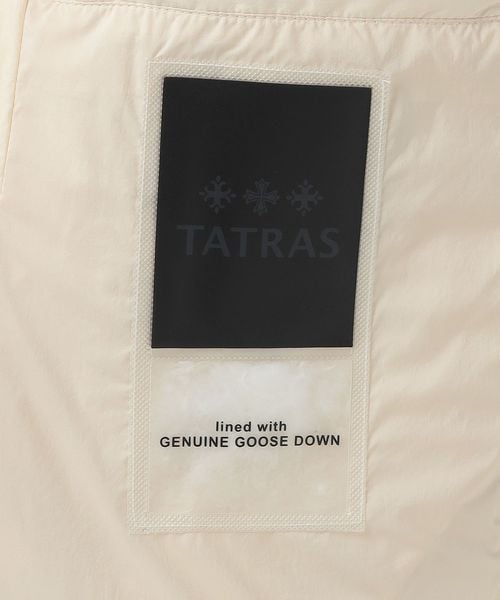 TATRAS
lined with
GENUINE GOOSE DOWN